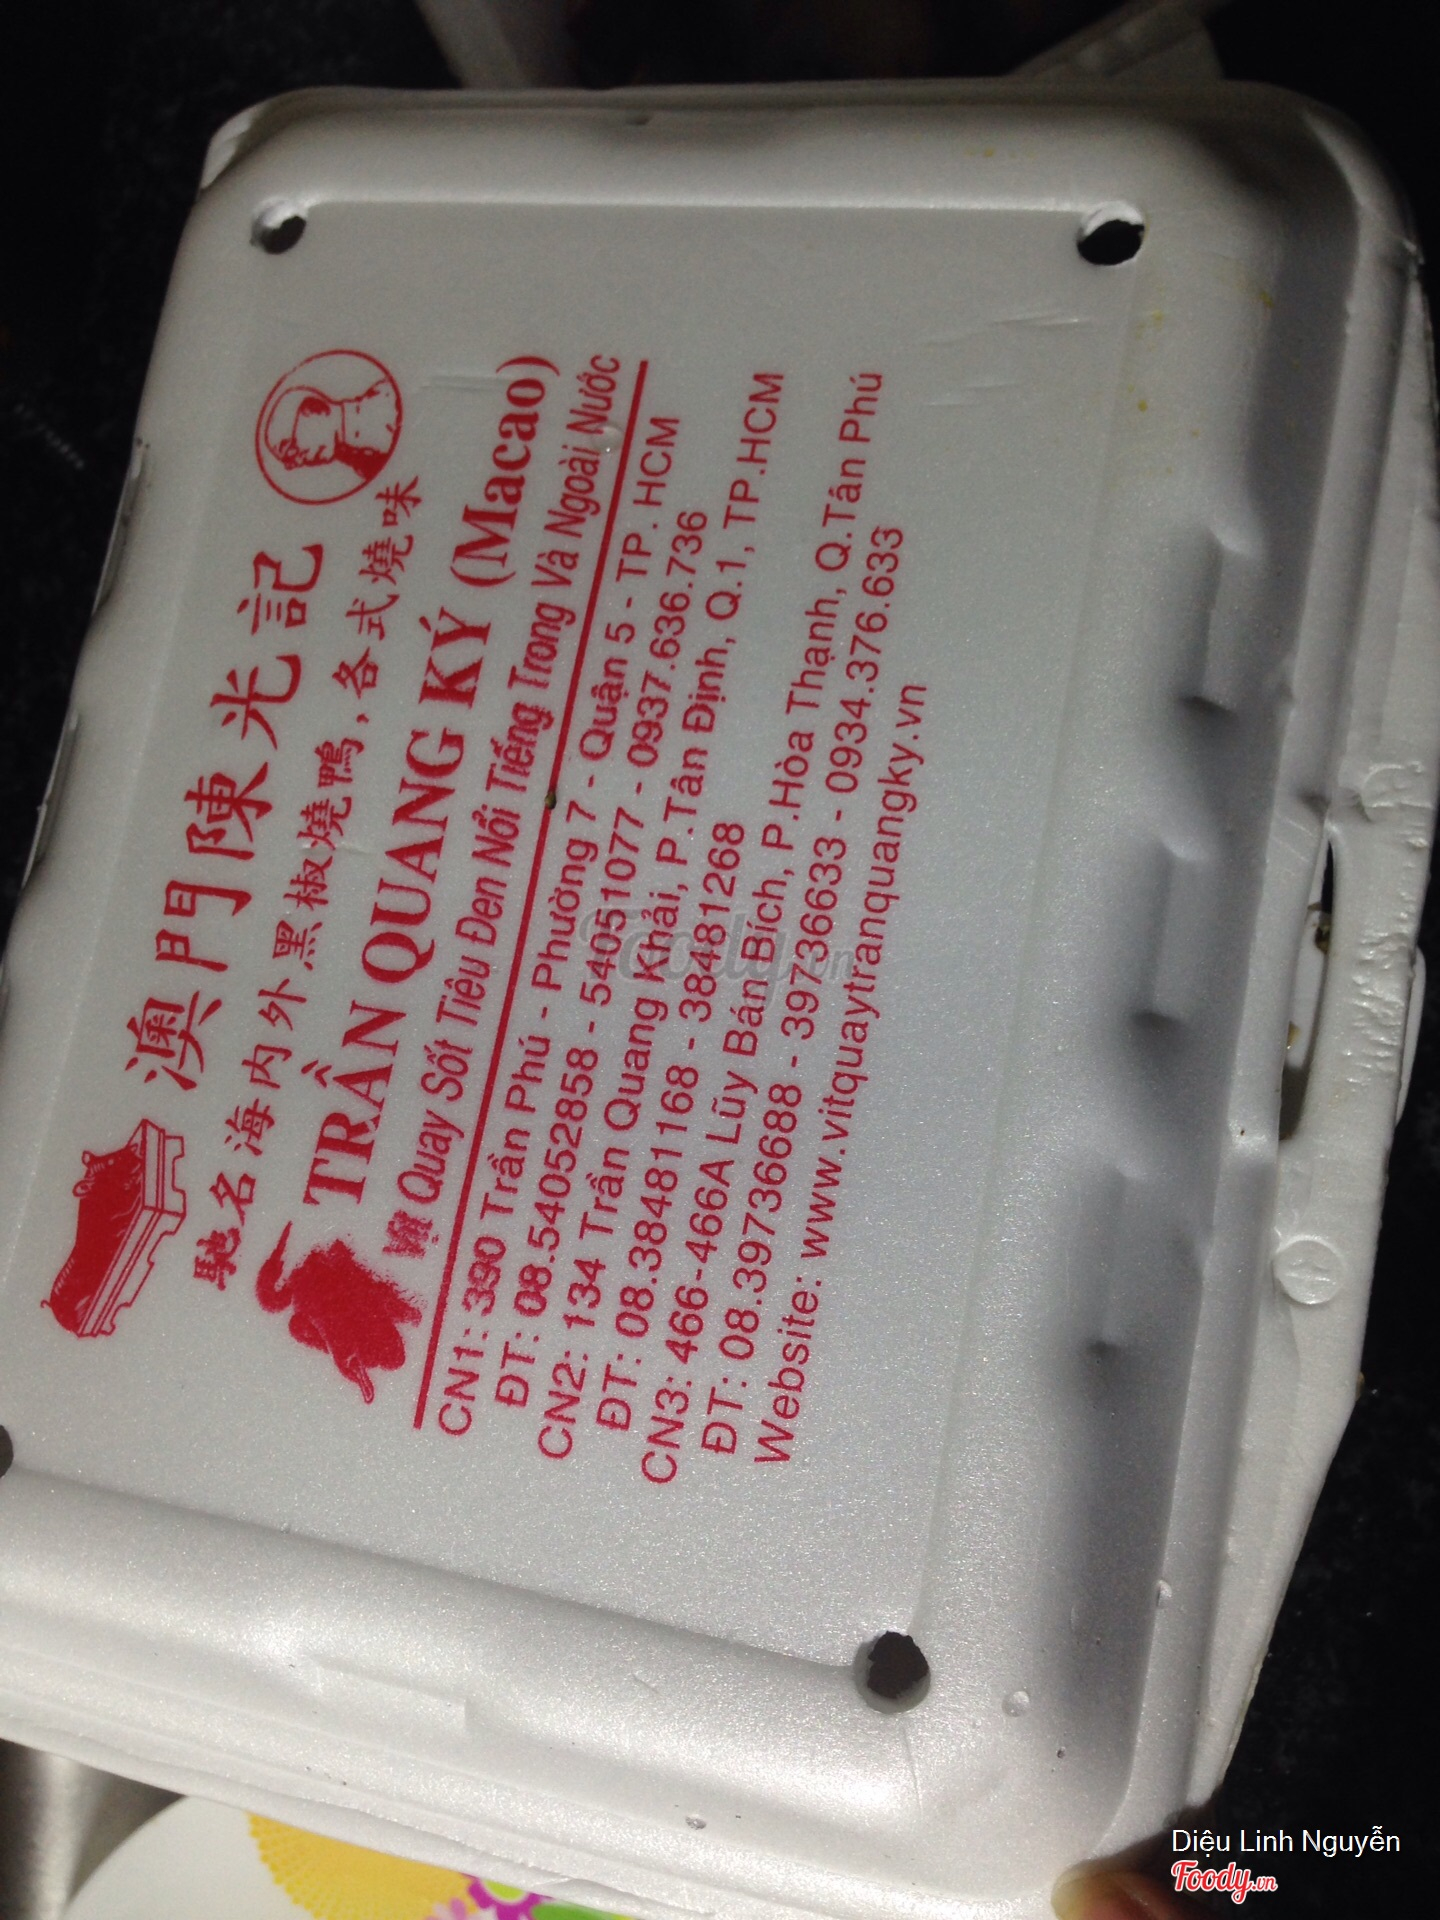 澳門陳光記
馳名海內外黑椒燒鴨,各式燒味
TRẦN QUANG KÝ (Macao)
Vịt Quay Sốt Tiêu Đen Nổi Tiếng Trong Và Ngoài Nước
CN1: 390 Trần Phú - Phường 7 - Quận 5 - TP. HCM
ĐT: 08.54052858 - 54051077 - 0937.636.736
CN2: 134 Trần Quang Khải, P.Tân Định, Q.1, TP.HCM
ĐT: 08.38481168 - 38481268
CN3: 466-466A Lũy Bán Bích, P.Hòa Thạnh, Q.Tân Phú
ĐT: 08.39736688 - 39736633 - 0934.376.633
Website: www.vitquaytranquangky.vn
Foody.vn
Diệu Linh Nguyễn
Foody.vn